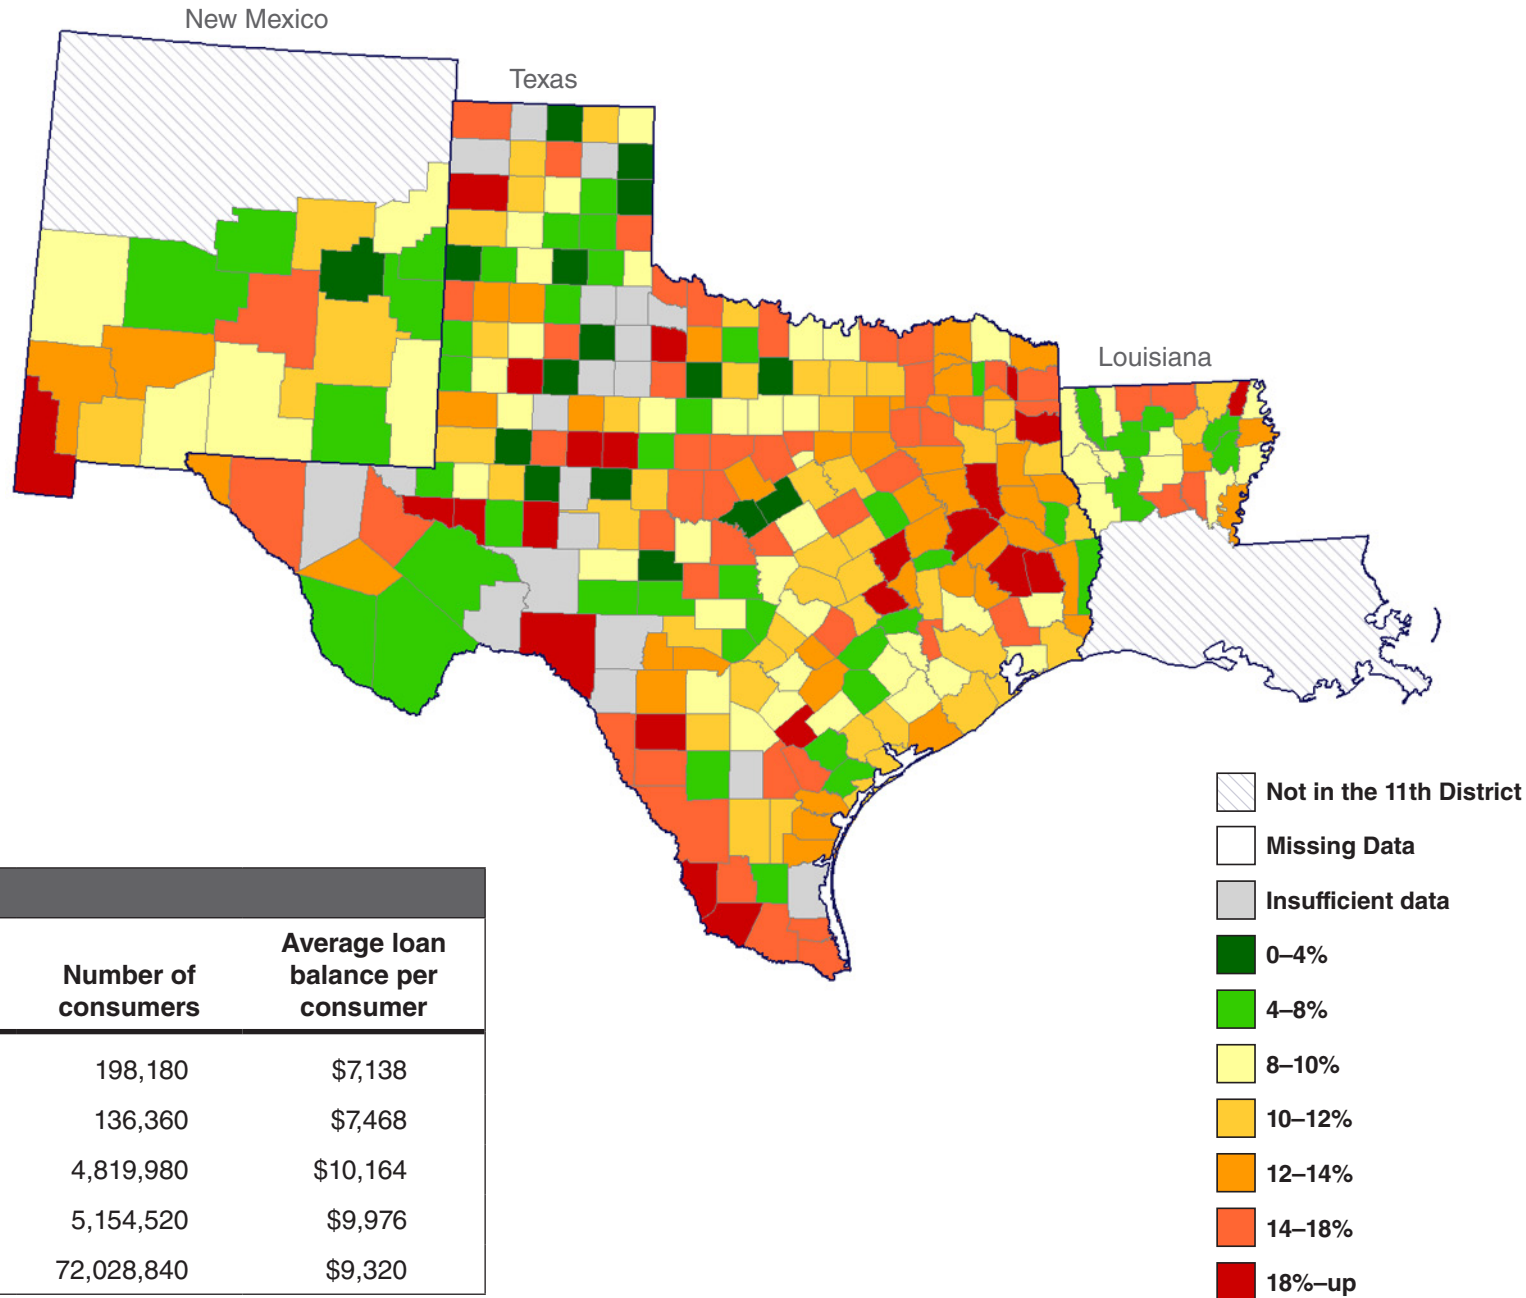 New Mexico
Texas
Louisiana
Not in the 11th District
Missing Data
Insufficient data
0–4%
4–8%
8–10%
10–12%
12–14%
14–18%
18%–up
Number of consumers
Average loan balance per consumer
198,180 $7,138
136,360 $7,468
4,819,980 $10,164
5,154,520 $9,976
72,028,840 $9,320